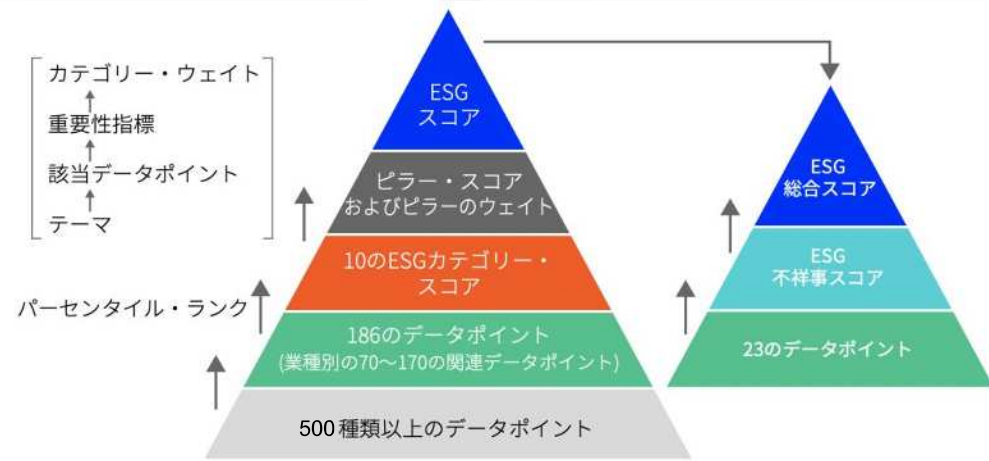 カテゴリー・ウェイト
重要性指標
該当データポイント
テーマ
パーセンタイル・ランク
ESG
スコア
ピラー・スコア
およびピラーのウェイト
10のESGカテゴリー・
スコア
186のデータポイント
(業種別の70～170の関連データポイント)
500種類以上のデータポイント
ESG
総合スコア
ESG
不祥事スコア
23のデータポイント